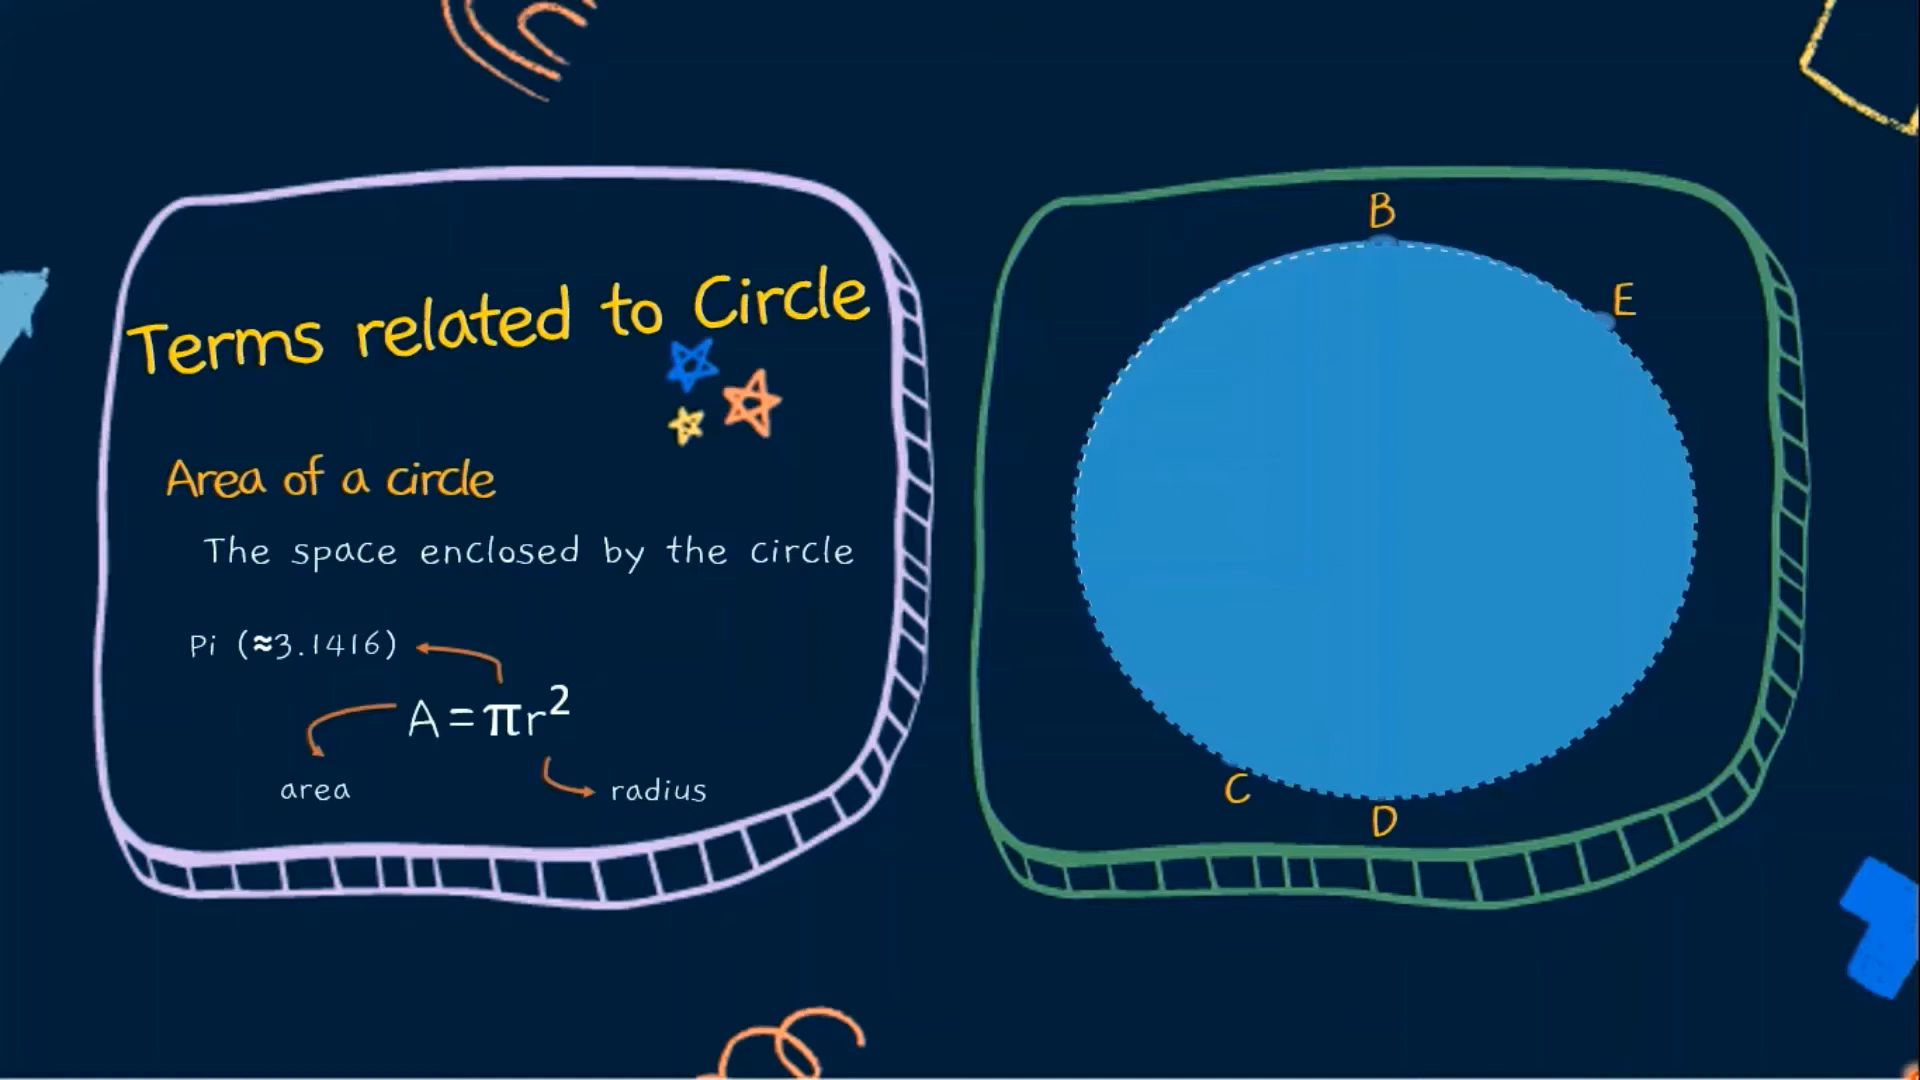 Terms related to Circle
Area of a circle
The space enclosed by the circle
Pi (≈3.1416)
A=πr²
area
radius
B
E
C
D